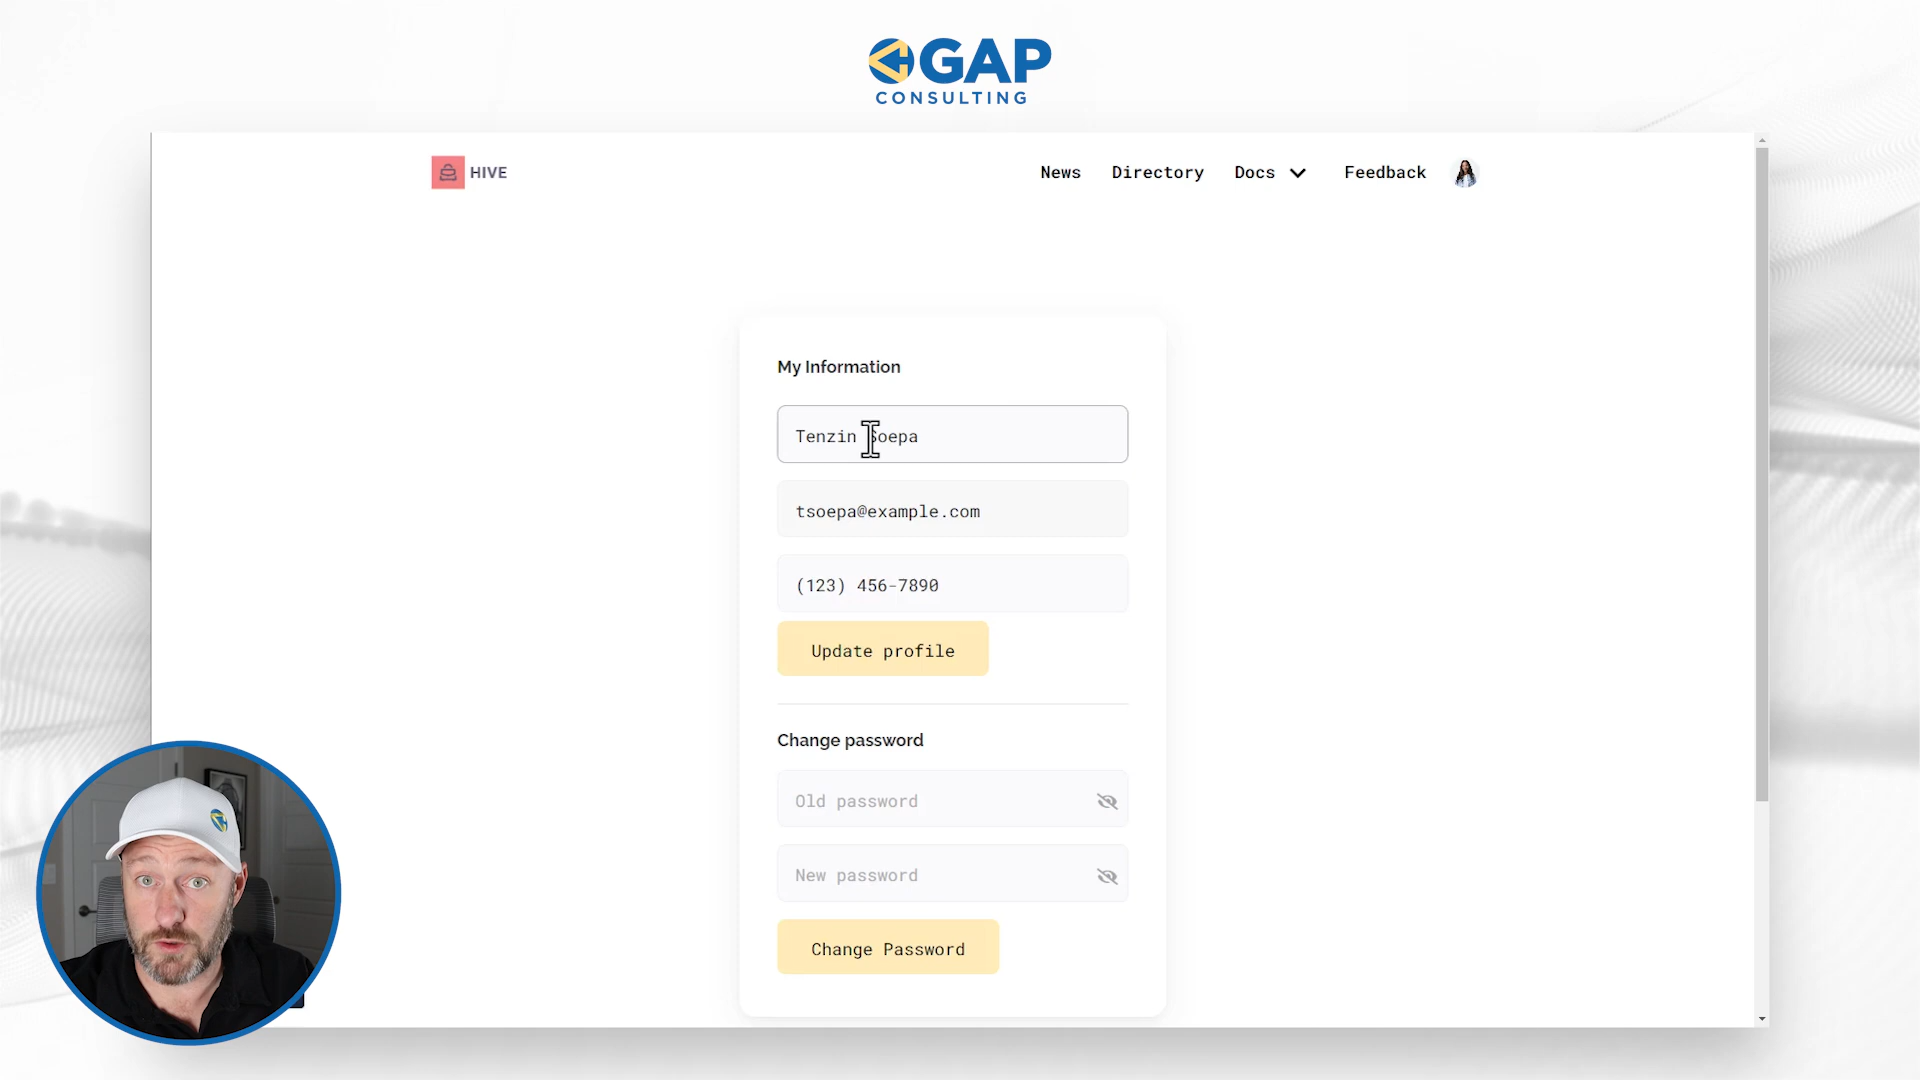 GAP
CONSULTING
HIVE
News Directory Docs Feedback
My Information
Tenzin Soepa
tsoepa@example.com
(123) 456-7890
Update profile
Change password
Old password
New password
Change Password